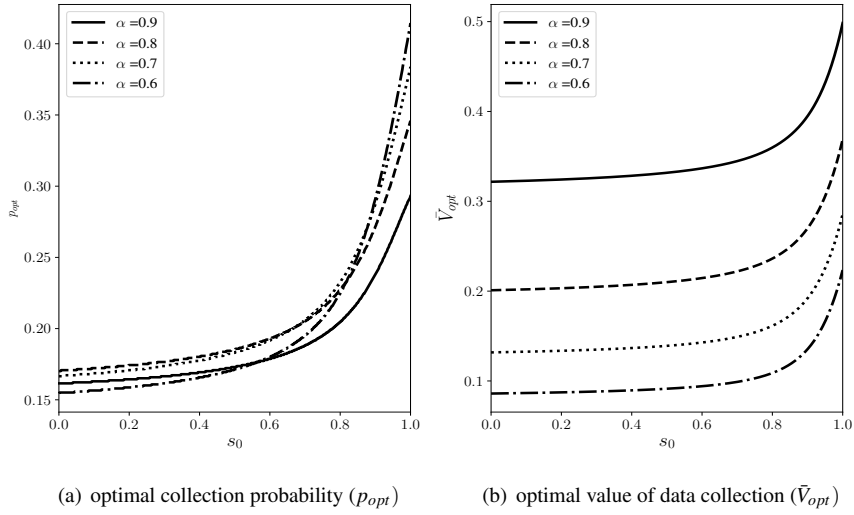 α =0.9
α =0.8
α =0.7
α =0.6
0.40
0.35
0.30
0.25
0.20
0.15
p_opt
0.0 0.2 0.4 0.6 0.8 1.0
s_0
(a) optimal collection probability (p_opt)
α =0.9
α =0.8
α =0.7
α =0.6
0.5
0.4
0.3
0.2
0.1
V̄_opt
0.0 0.2 0.4 0.6 0.8 1.0
s_0
(b) optimal value of data collection (V̄_opt)